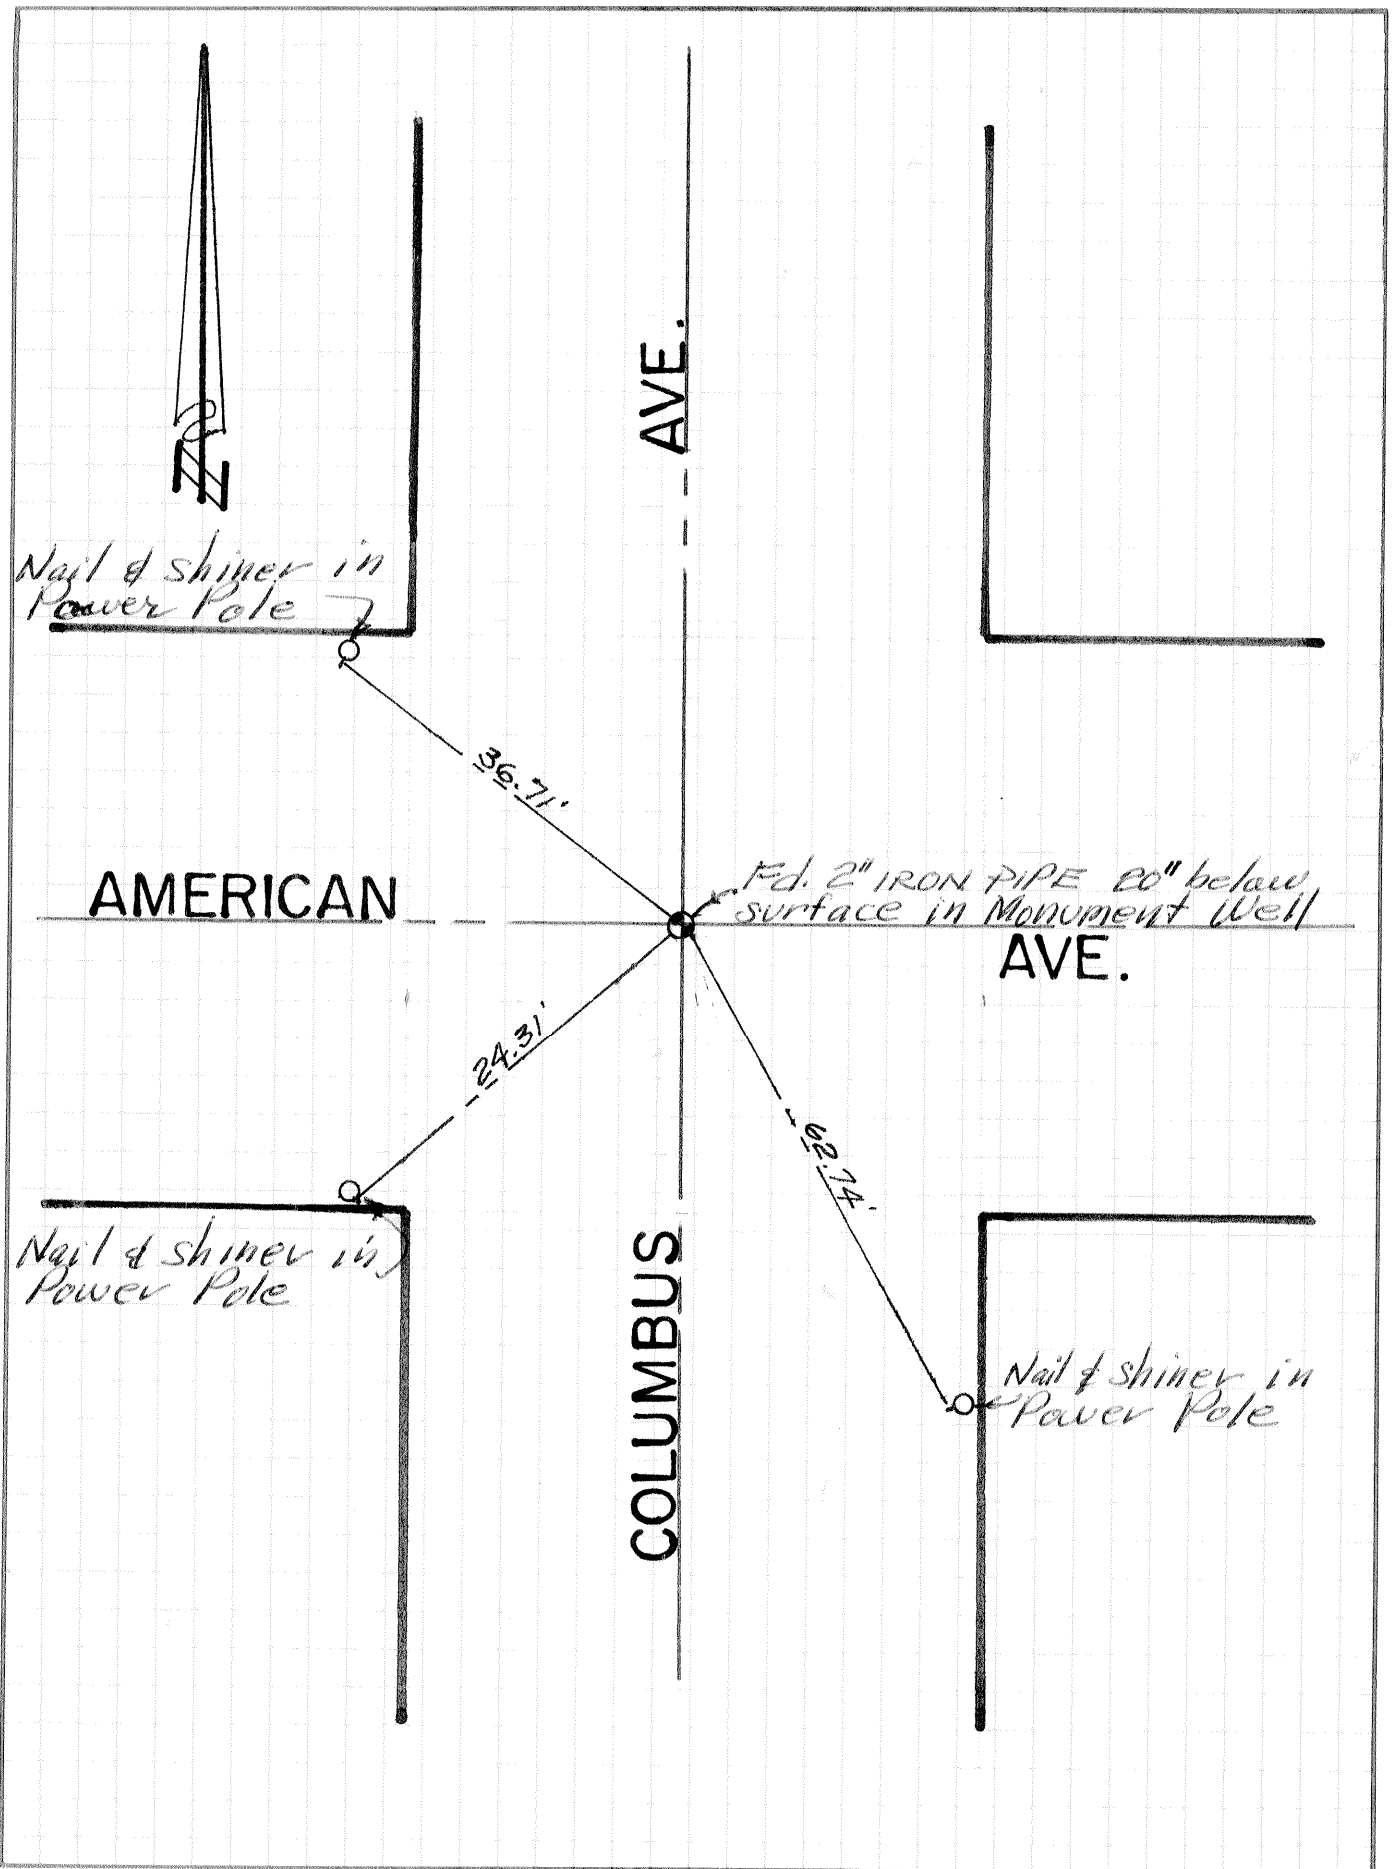 AVE.
N
Nail & shiner in
Power Pole
36.71'
AMERICAN
Fd. 2" IRON PIPE 20" below
surface in Monument Well
AVE.
24.31'
62.74'
Nail & shiner in
Power Pole
COLUMBUS
Nail & shiner in
Power Pole